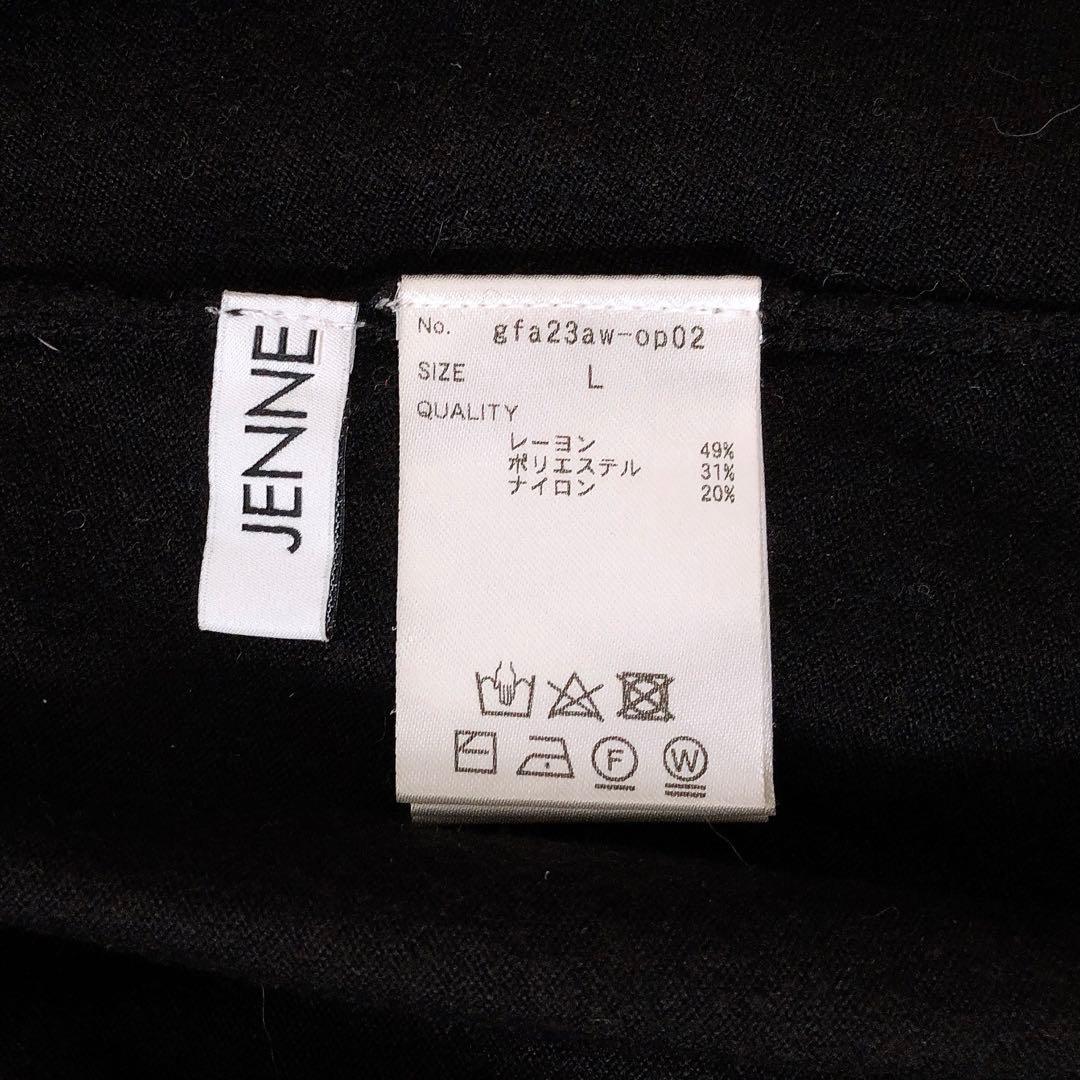 JENNE
No. gfa23aw-op02
SIZE L
QUALITY
レーヨン 49%
ポリエステル 31%
ナイロン 20%
F
W